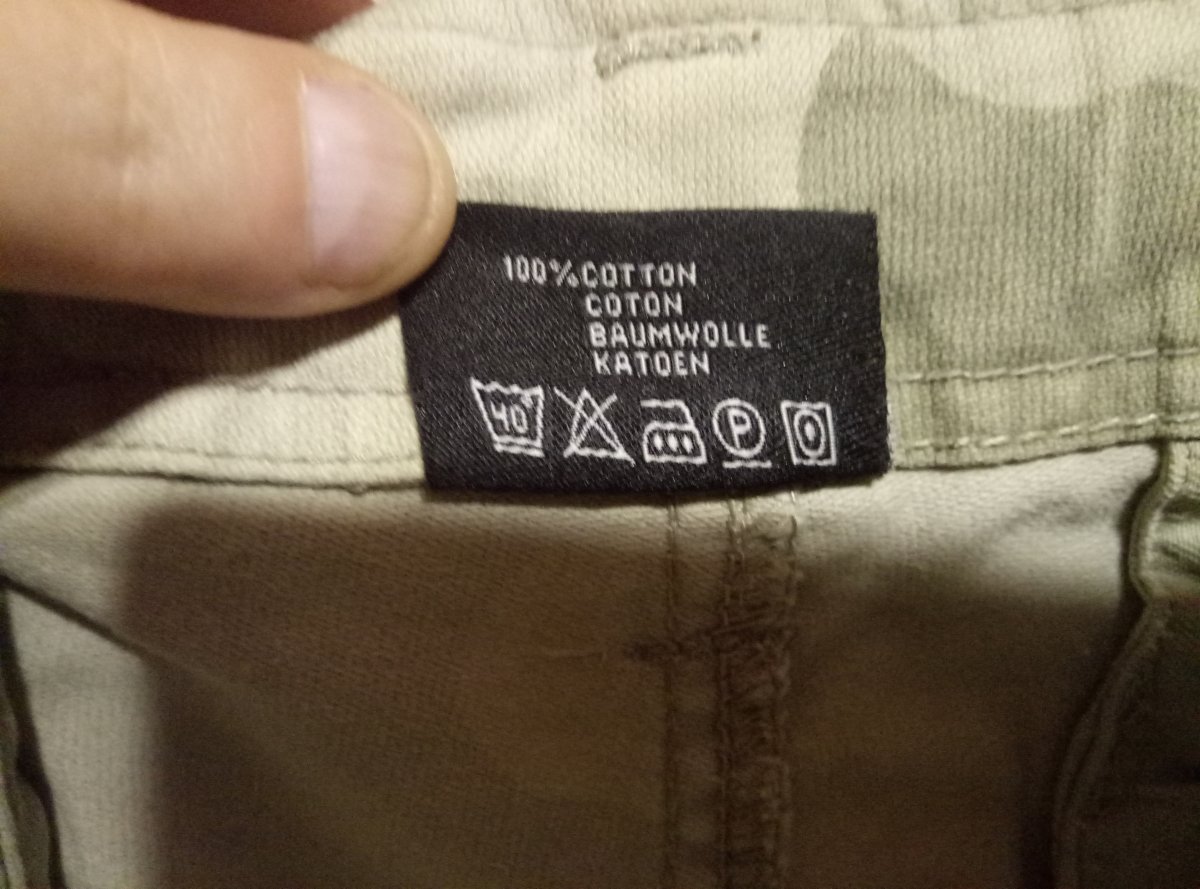 100% COTTON
COTON
BAUMWOLLE
KATOEN
40° P